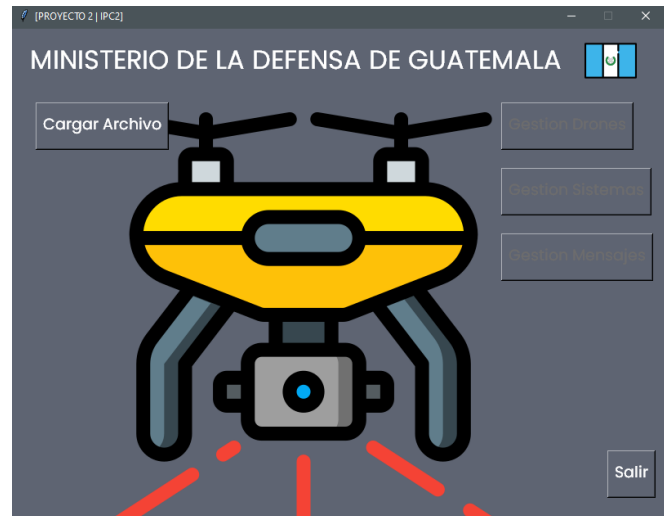 [PROYECTO 2 | IPC2]
MINISTERIO DE LA DEFENSA DE GUATEMALA
Cargar Archivo
Gestion Drones
Gestion Sistemas
Gestion Mensajes
Salir